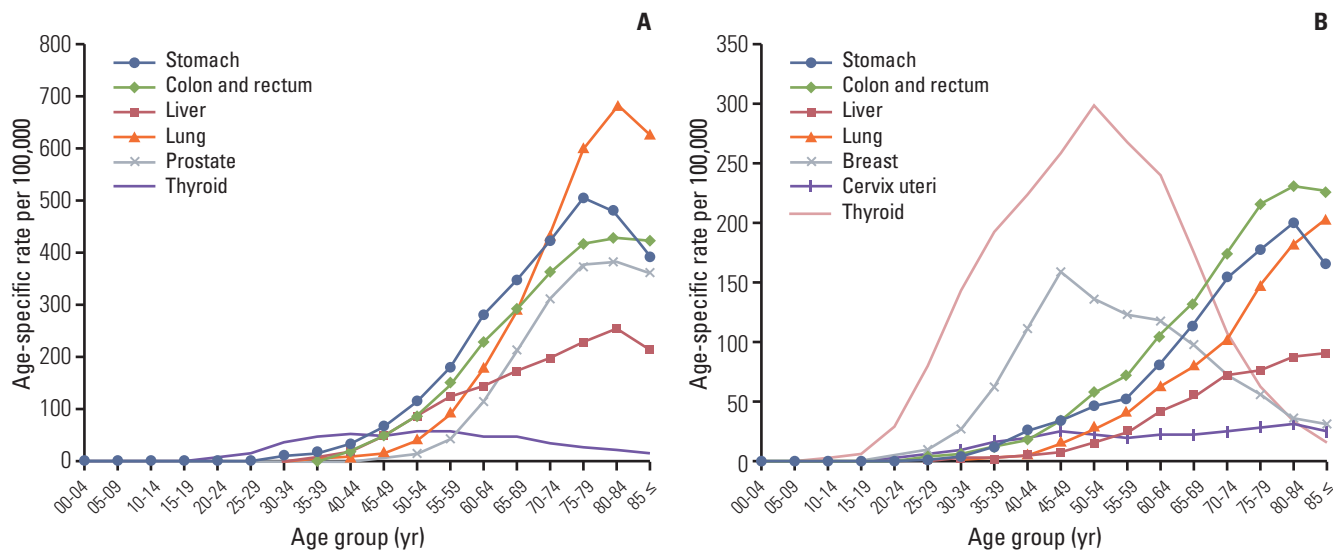 A
Age-specific rate per 100,000
800
700
600
500
400
300
200
100
0
Stomach
Colon and rectum
Liver
Lung
Prostate
Thyroid
00-04
05-09
10-14
15-19
20-24
25-29
30-34
35-39
40-44
45-49
50-54
55-59
60-64
65-69
70-74
75-79
80-84
85 ≤
Age group (yr)
B
Age-specific rate per 100,000
350
300
250
200
150
100
50
0
Stomach
Colon and rectum
Liver
Lung
Breast
Cervix uteri
Thyroid
00-04
05-09
10-14
15-19
20-24
25-29
30-34
35-39
40-44
45-49
50-54
55-59
60-64
65-69
70-74
75-79
80-84
85 ≤
Age group (yr)